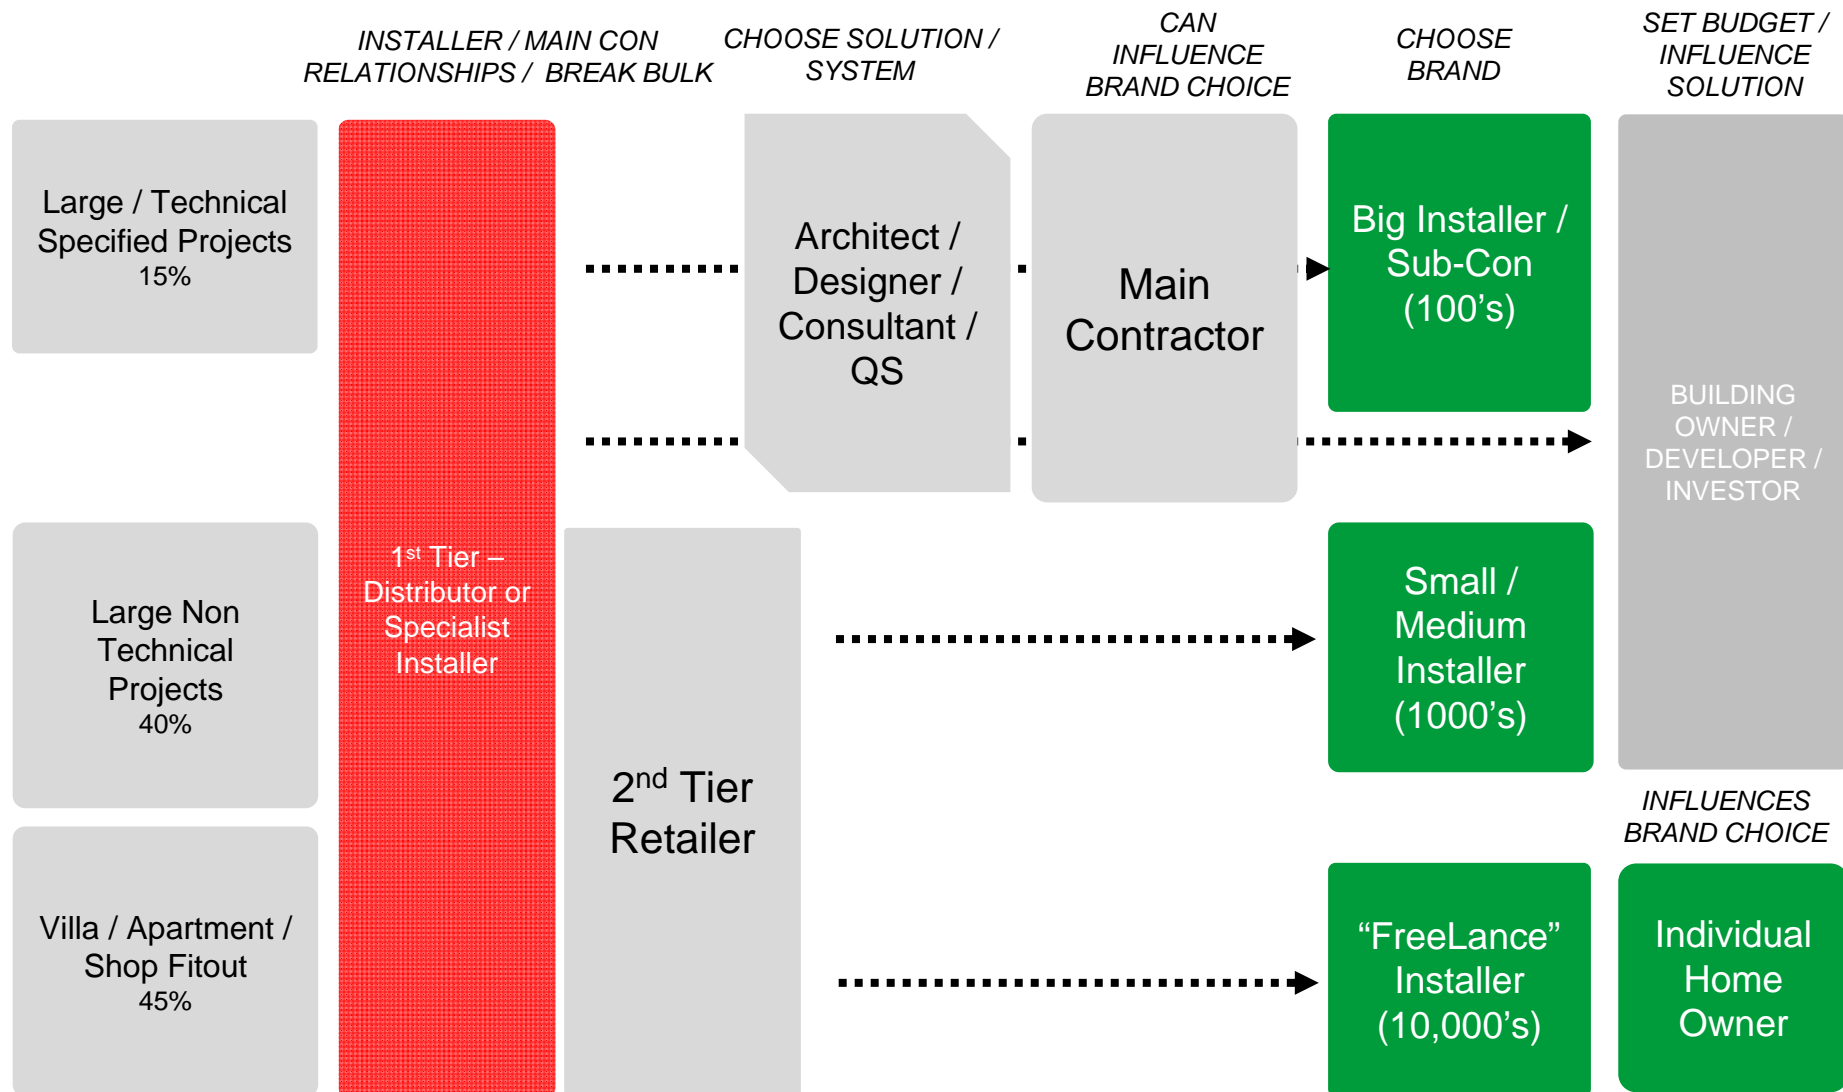 INSTALLER / MAIN CON
RELATIONSHIPS /  BREAK BULK
CHOOSE SOLUTION /
SYSTEM
CAN
INFLUENCE
BRAND CHOICE
CHOOSE
BRAND
SET BUDGET /
INFLUENCE
SOLUTION
Large / Technical
Specified Projects
15%
Architect /
Designer /
Consultant /
QS
Main
Contractor
Big Installer /
Sub-Con
(100’s)
BUILDING
OWNER /
DEVELOPER /
INVESTOR
Large Non
Technical
Projects
40%
1st Tier –
Distributor or
Specialist
Installer
2nd Tier
Retailer
Small /
Medium
Installer
(1000’s)
INFLUENCES
BRAND CHOICE
Villa / Apartment /
Shop Fitout
45%
“FreeLance”
Installer
(10,000’s)
Individual
Home
Owner